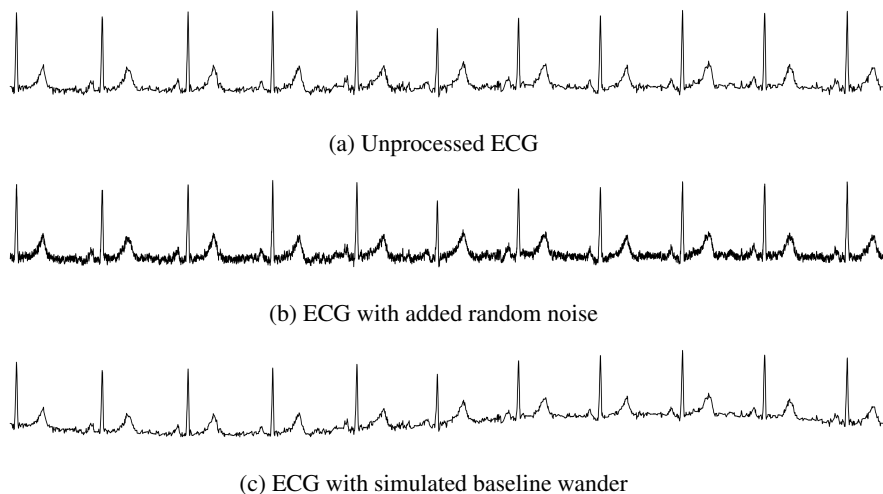 (a) Unprocessed ECG
(b) ECG with added random noise
(c) ECG with simulated baseline wander